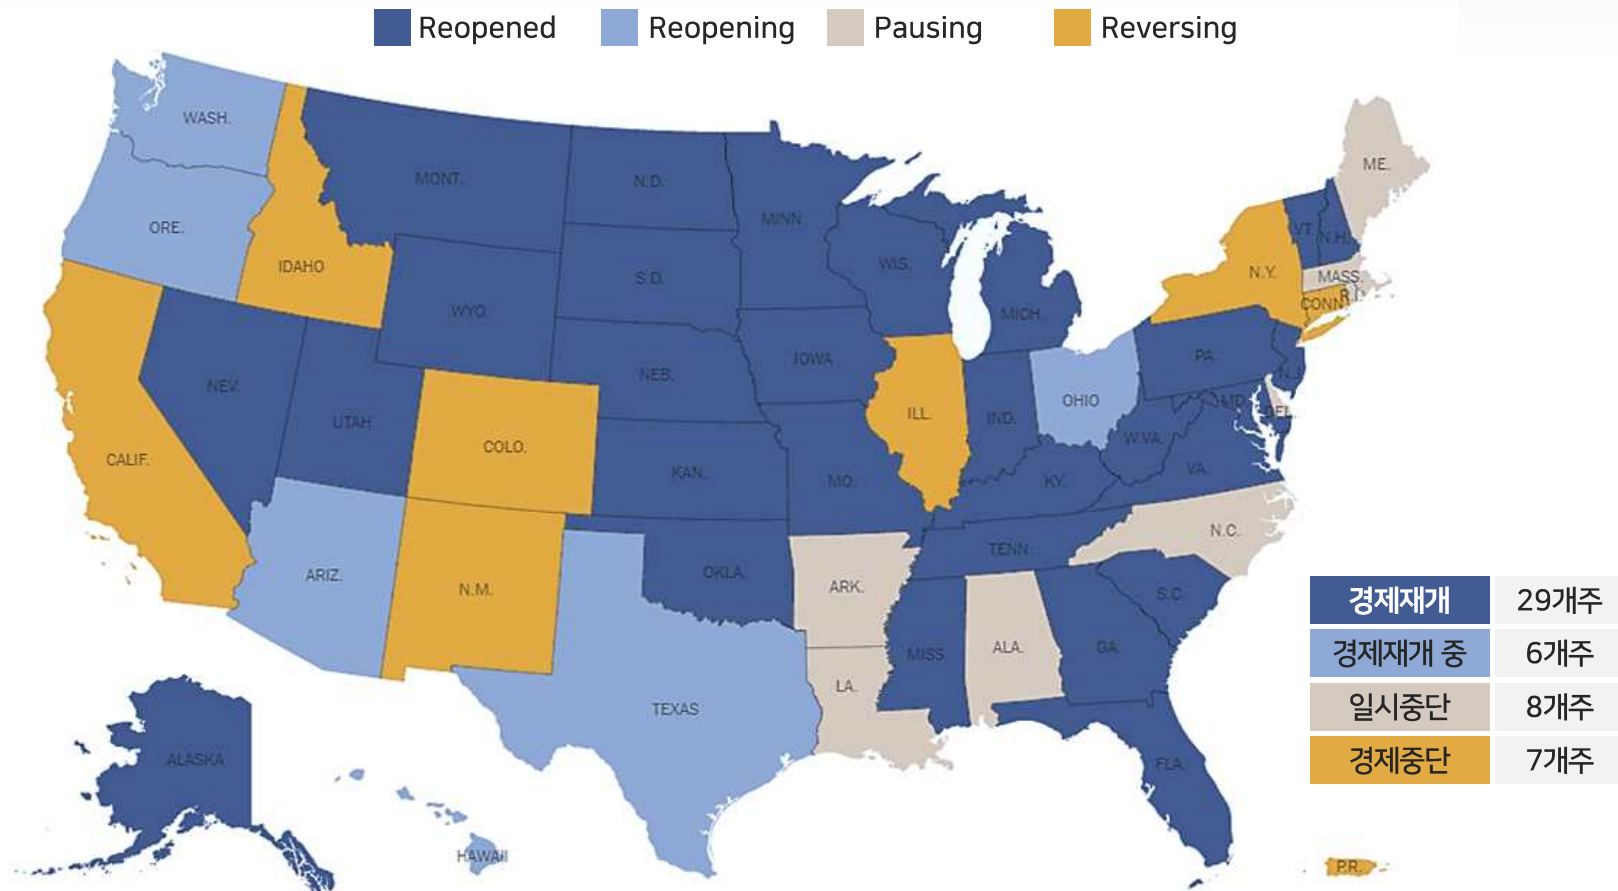 Reopened
Reopening
Pausing
Reversing
WASH.
ORE.
IDAHO
MONT.
N.D.
MINN.
WIS.
MICH.
ME.
VT.
N.H.
N.Y.
MASS.
R.I.
CONN.
WYO.
S.D.
IOWA
NEB.
NEV.
UTAH
COLO.
CALIF.
KAN.
MO.
ILL.
IND.
OHIO
PA.
N.J.
MD.
DEL.
W.VA.
VA.
KY.
N.C.
TENN.
ARIZ.
N.M.
OKLA.
ARK.
S.C.
MISS.
ALA.
GA.
LA.
TEXAS
FLA.
ALASKA
HAWAII
P.R.
경제재개 29개주
경제재개 중 6개주
일시중단 8개주
경제중단 7개주